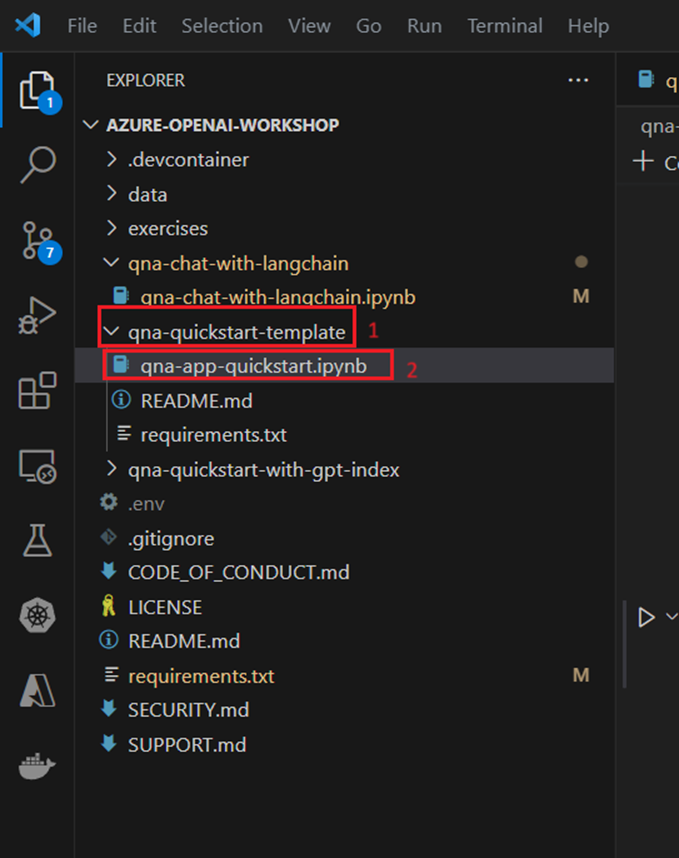 File Edit Selection View Go Run Terminal Help
EXPLORER ...
1
AZURE-OPENAI-WORKSHOP
.devcontainer
data
exercises
7
qna-chat-with-langchain
qna-chat-with-langchain.ipynb M
qna-quickstart-template 1
qna-app-quickstart.ipynb 2
README.md
requirements.txt
qna-quickstart-with-gpt-index
.env
.gitignore
CODE_OF_CONDUCT.md
LICENSE
README.md
requirements.txt M
SECURITY.md
SUPPORT.md
q
qna-
+ C